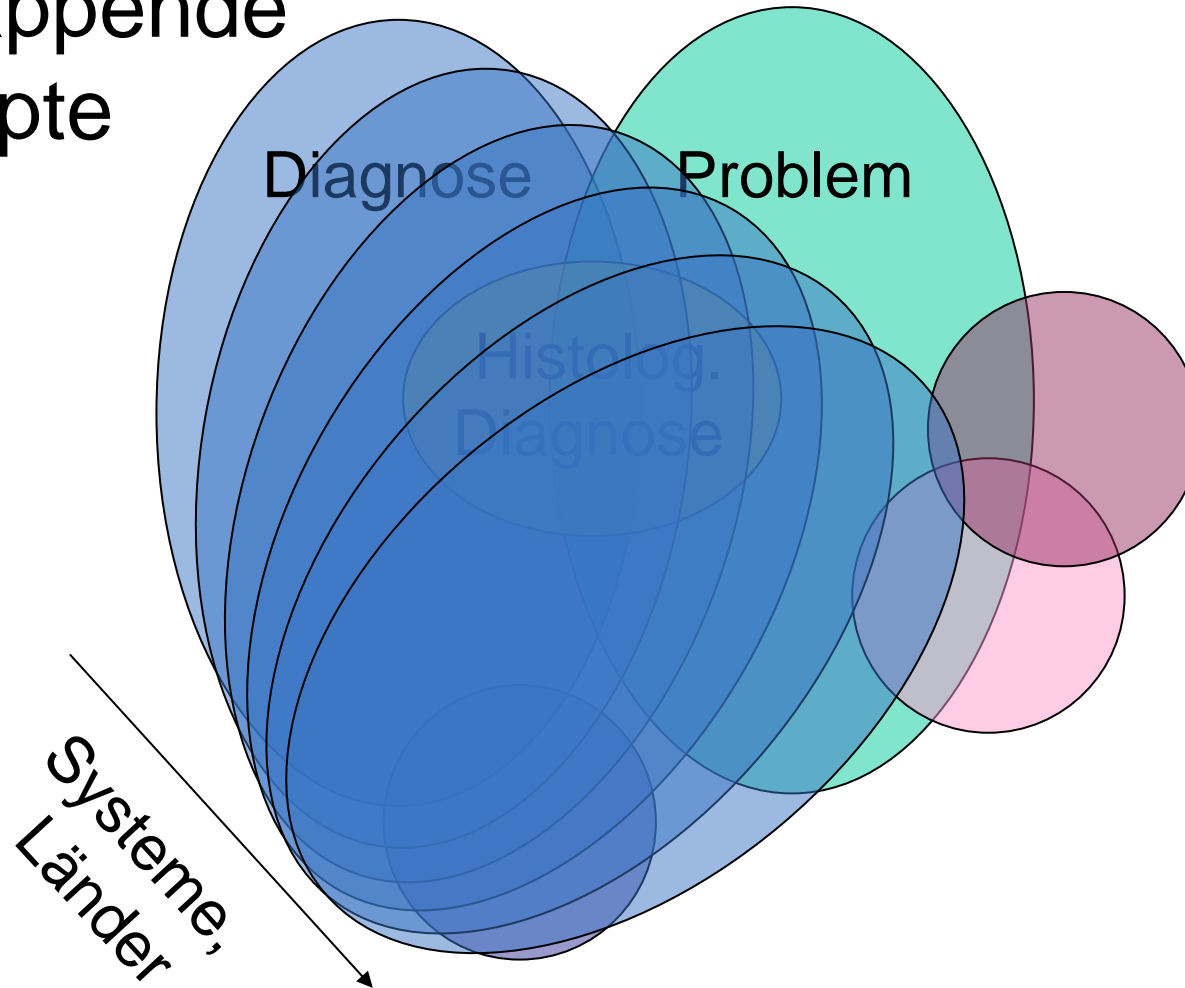 ppende
pte
Diagnose
Problem
Histolog.
Diagnose
Systeme,
Länder